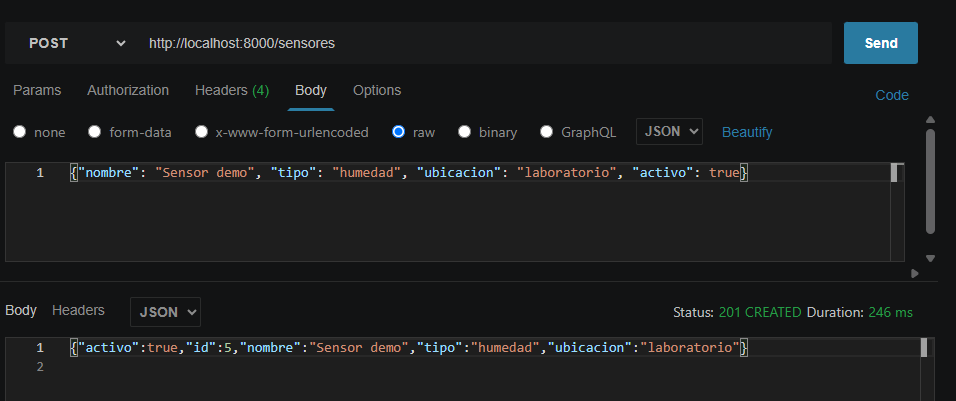 POST http://localhost:8000/sensores Send
Params Authorization Headers (4) Body Options Code
none form-data x-www-form-urlencoded raw binary GraphQL JSON Beautify
1 {"nombre": "Sensor demo", "tipo": "humedad", "ubicacion": "laboratorio", "activo": true}
Body Headers JSON Status: 201 CREATED Duration: 246 ms
1 {"activo":true,"id":5,"nombre":"Sensor demo","tipo":"humedad","ubicacion":"laboratorio"}
2